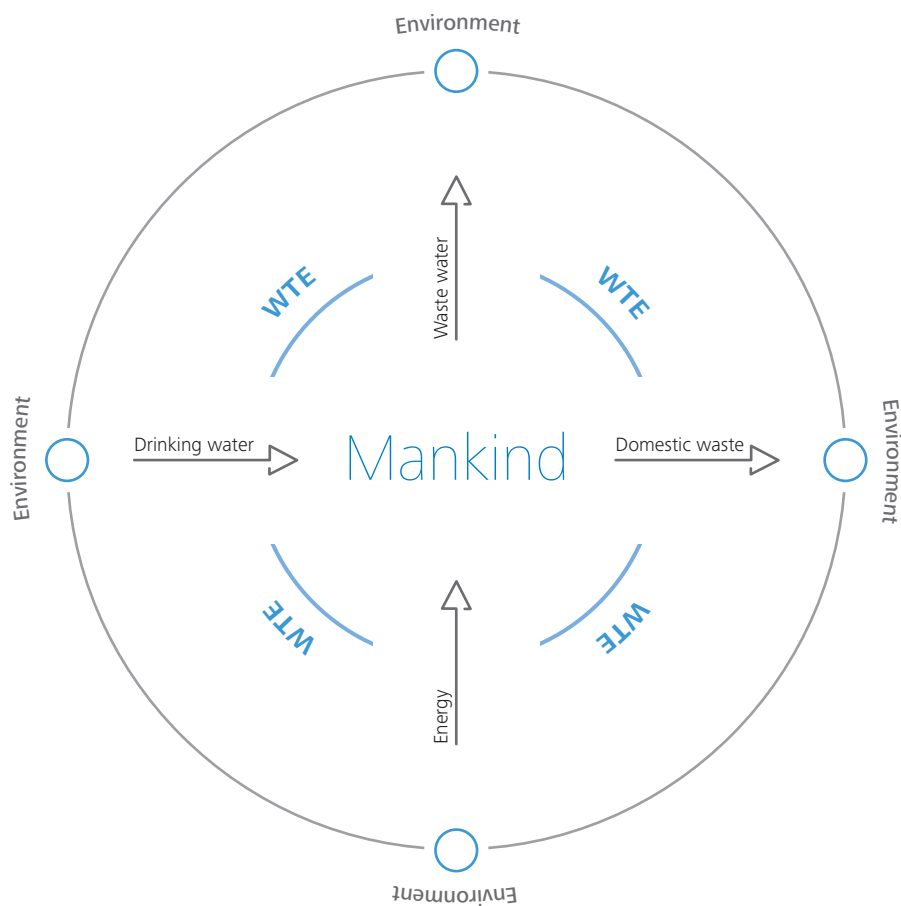 Environment
Waste water
WTE
WTE
Environment
Drinking water
Mankind
Domestic waste
Environment
WTE
WTE
Energy
Environment